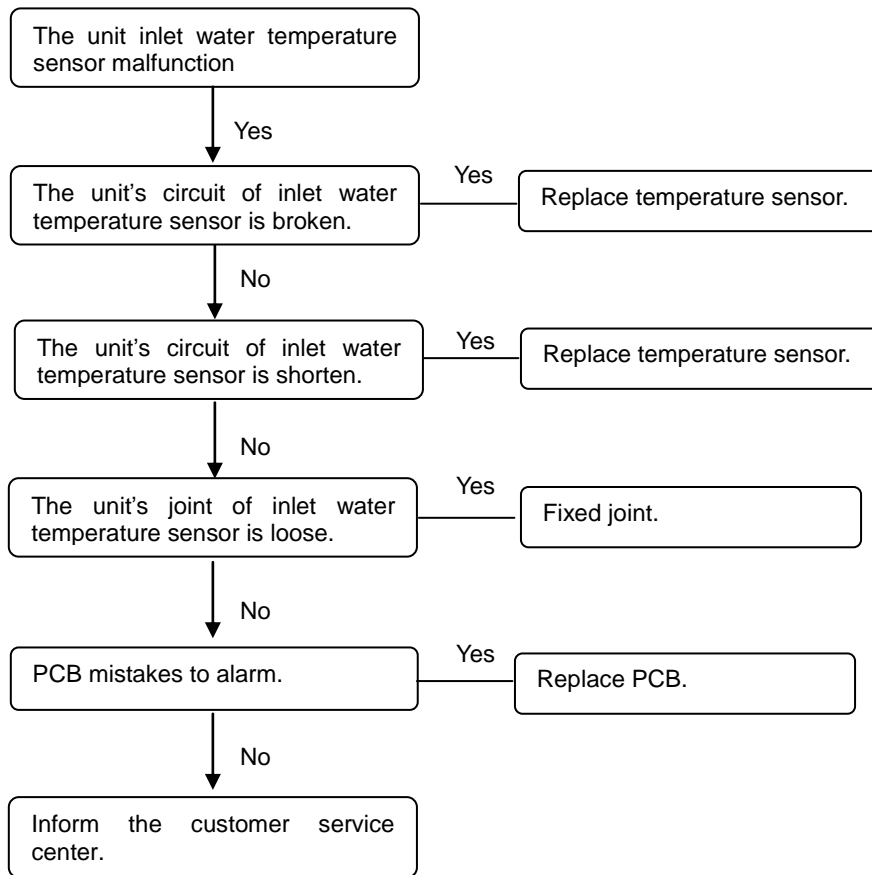 The unit inlet water temperature
sensor malfunction
Yes
The unit's circuit of inlet water
temperature sensor is broken.
Yes
Replace temperature sensor.
No
The unit's circuit of inlet water
temperature sensor is shorten.
Yes
Replace temperature sensor.
No
The unit's joint of inlet water
temperature sensor is loose.
Yes
Fixed joint.
No
PCB mistakes to alarm.
Yes
Replace PCB.
No
Inform the customer service
center.